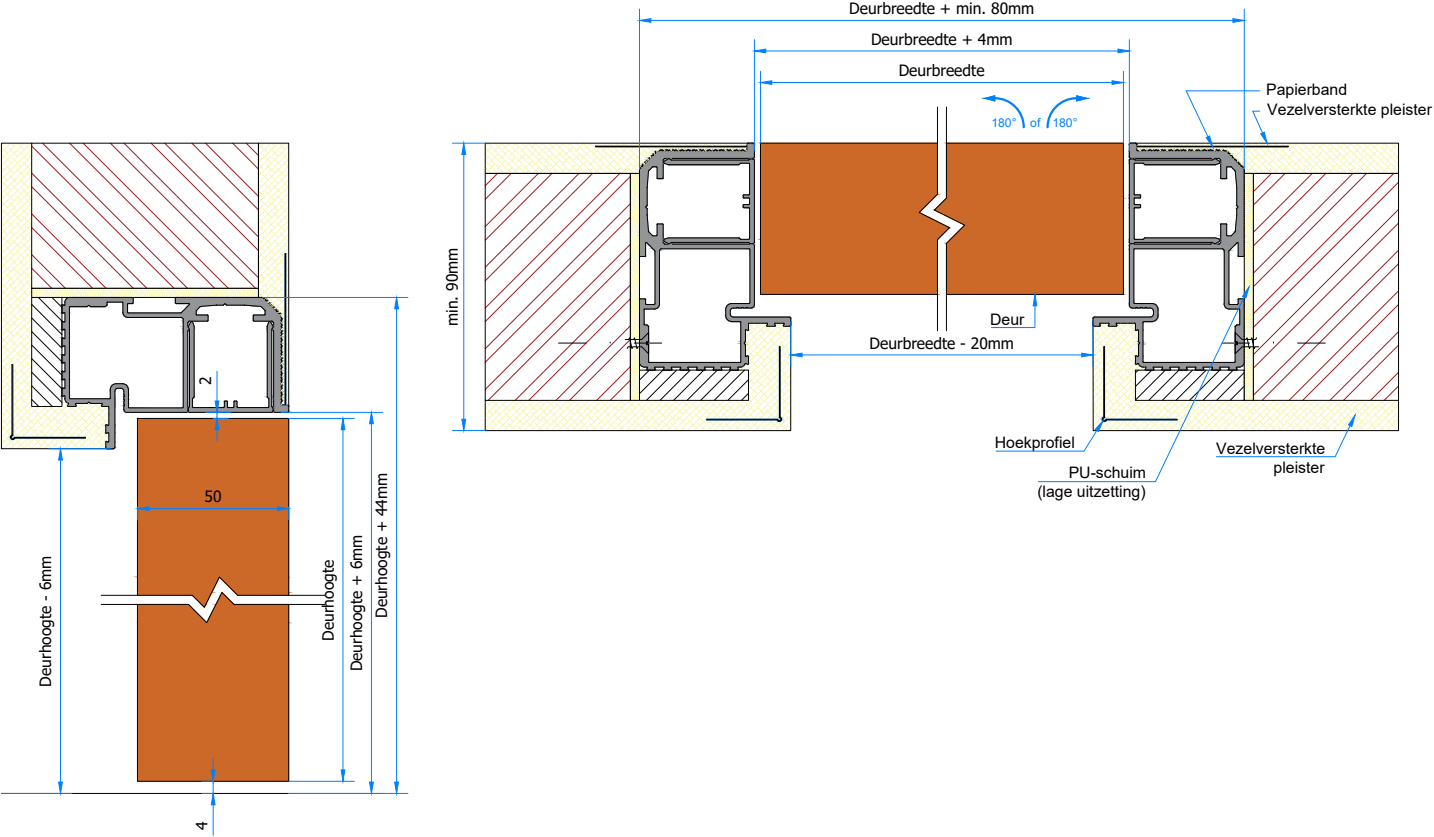 Deurbreedte + min. 80mm
Deurbreedte + 4mm
Deurbreedte
180° of 180°
Papierband
Vezelversterkte pleister
min. 90mm
Deur
Deurbreedte - 20mm
Hoekprofiel
PU-schuim
(lage uitzetting)
Vezelversterkte
pleister
2
50
Deurhoogte - 6mm
Deurhoogte
Deurhoogte + 6mm
Deurhoogte + 44mm
4